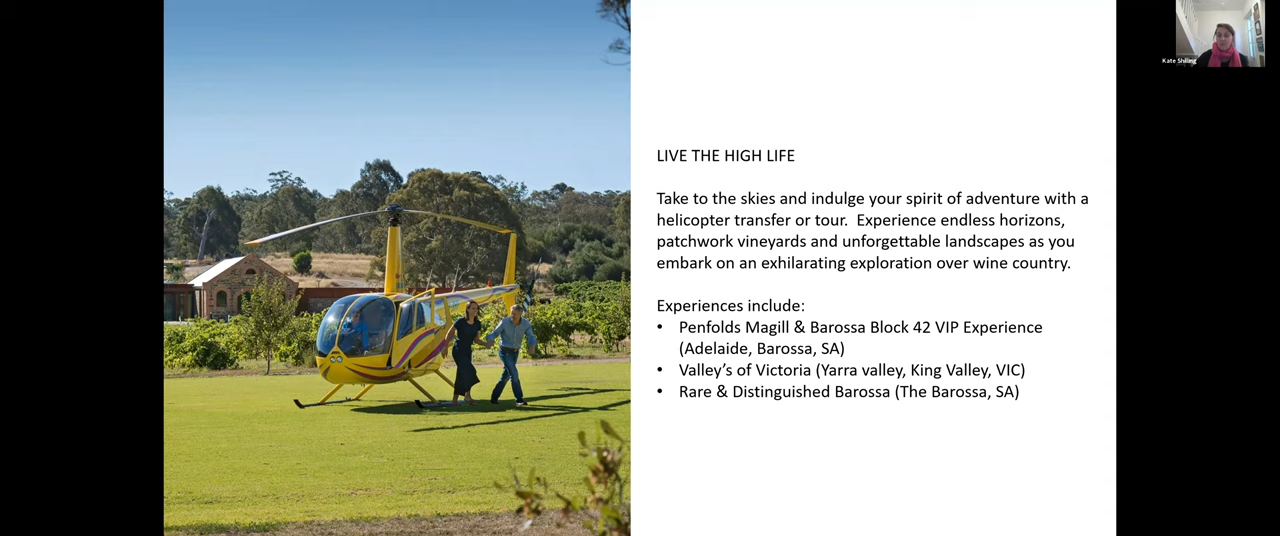 LIVE THE HIGH LIFE
Take to the skies and indulge your spirit of adventure with a
helicopter transfer or tour.  Experience endless horizons,
patchwork vineyards and unforgettable landscapes as you
embark on an exhilarating exploration over wine country.
Experiences include:
• Penfolds Magill & Barossa Block 42 VIP Experience
(Adelaide, Barossa, SA)
• Valley's of Victoria (Yarra valley, King Valley, VIC)
• Rare & Distinguished Barossa (The Barossa, SA)
Kate Shilling